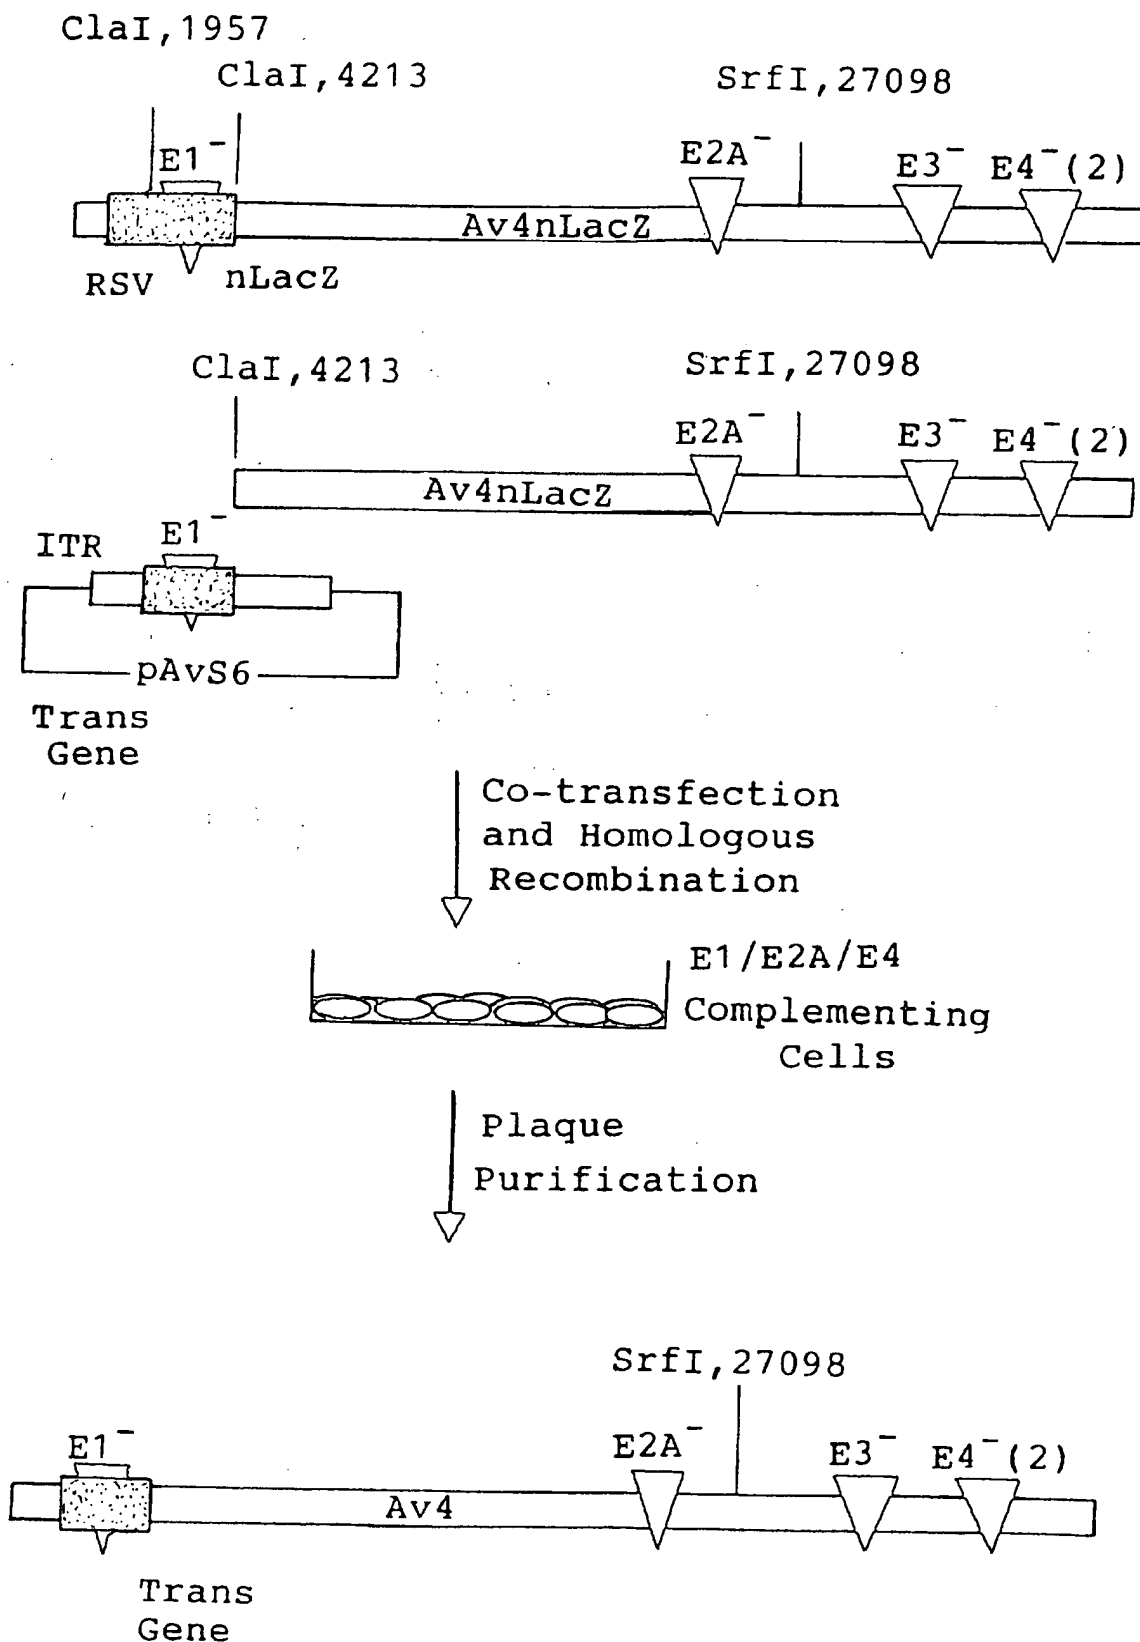 ClaI,1957
ClaI,4213
SrfI,27098
E1⁻
E2A⁻
E3⁻
E4⁻(2)
Av4nLacZ
RSV
nLacZ
ClaI,4213
SrfI,27098
E2A⁻
E3⁻
E4⁻(2)
Av4nLacZ
ITR
E1⁻
pAvS6
Trans
Gene
Co-transfection
and Homologous
Recombination
E1/E2A/E4
Complementing
Cells
Plaque
Purification
SrfI,27098
E1⁻
E2A⁻
E3⁻
E4⁻(2)
Av4
Trans
Gene